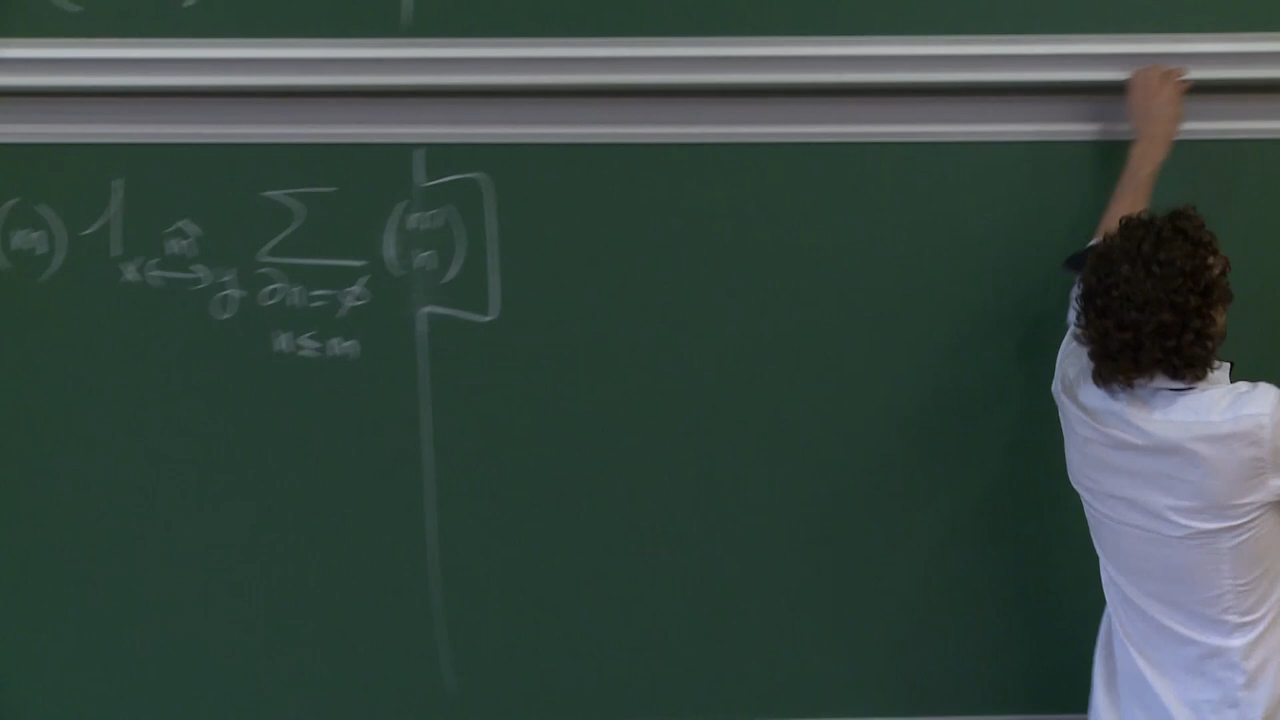 (m) 1 x ⟷ y m̂ ∑ ∂n = ∅ n ≤ m (m n) ]